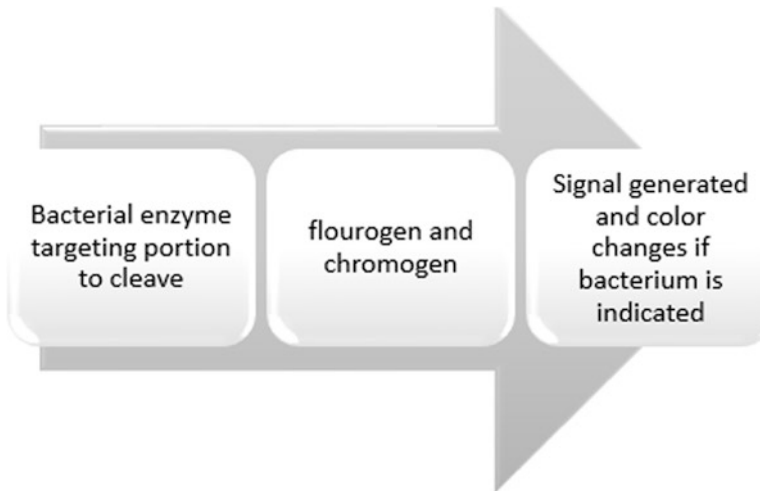 Bacterial enzyme
targeting portion
to cleave
flourogen and
chromogen
Signal generated
and color
changes if
bacterium is
indicated